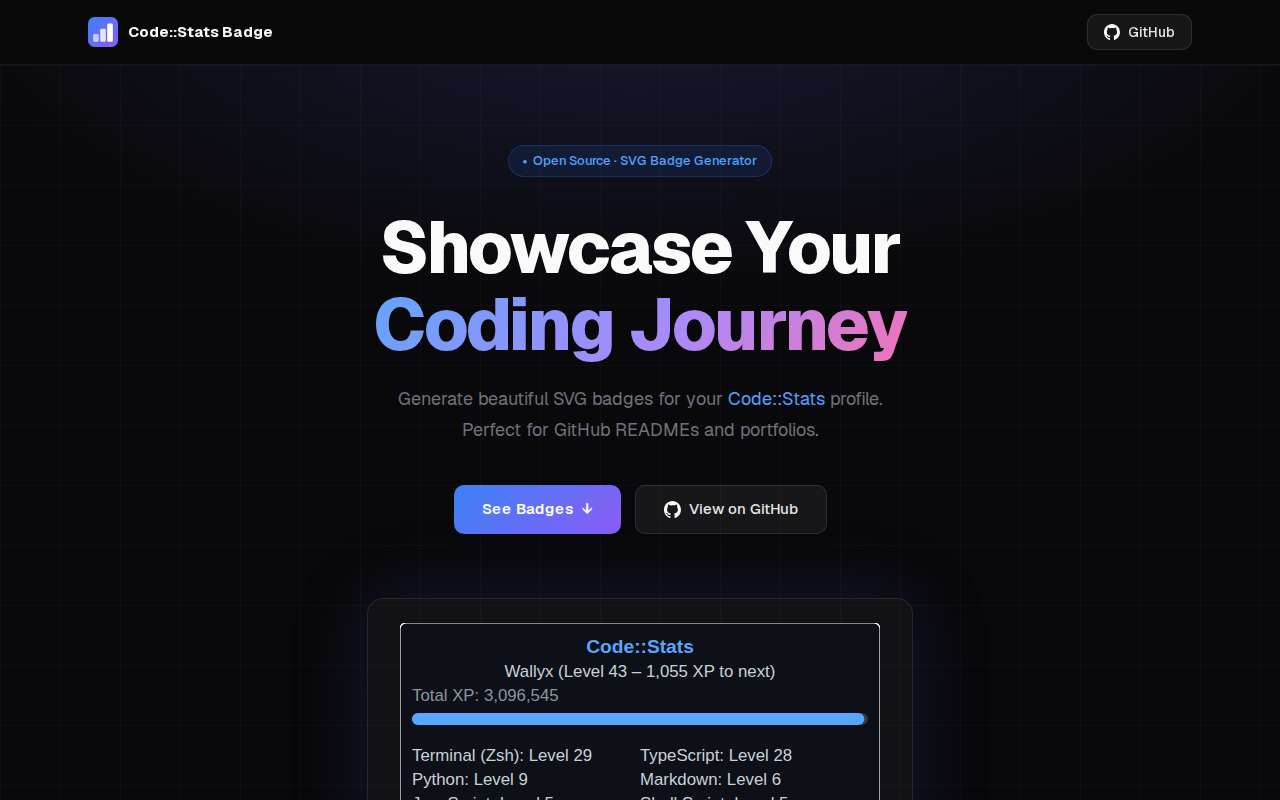 Code::Stats Badge
GitHub
• Open Source · SVG Badge Generator
Showcase Your
Coding Journey
Generate beautiful SVG badges for your Code::Stats profile.
Perfect for GitHub READMEs and portfolios.
See Badges ↓
View on GitHub
Code::Stats
Wallyx (Level 43 – 1,055 XP to next)
Total XP: 3,096,545
Terminal (Zsh): Level 29
TypeScript: Level 28
Python: Level 9
Markdown: Level 6